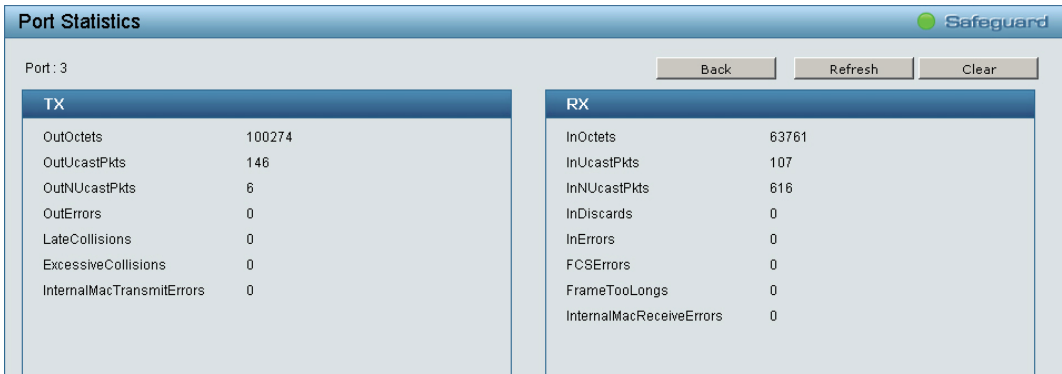 Port Statistics
Safeguard
Port : 3
Back
Refresh
Clear
TX
OutOctets 100274
OutUcastPkts 146
OutNUcastPkts 6
OutErrors 0
LateCollisions 0
ExcessiveCollisions 0
InternalMacTransmitErrors 0
RX
InOctets 63761
InUcastPkts 107
InNUcastPkts 616
InDiscards 0
InErrors 0
FCSErrors 0
FrameTooLongs 0
InternalMacReceiveErrors 0